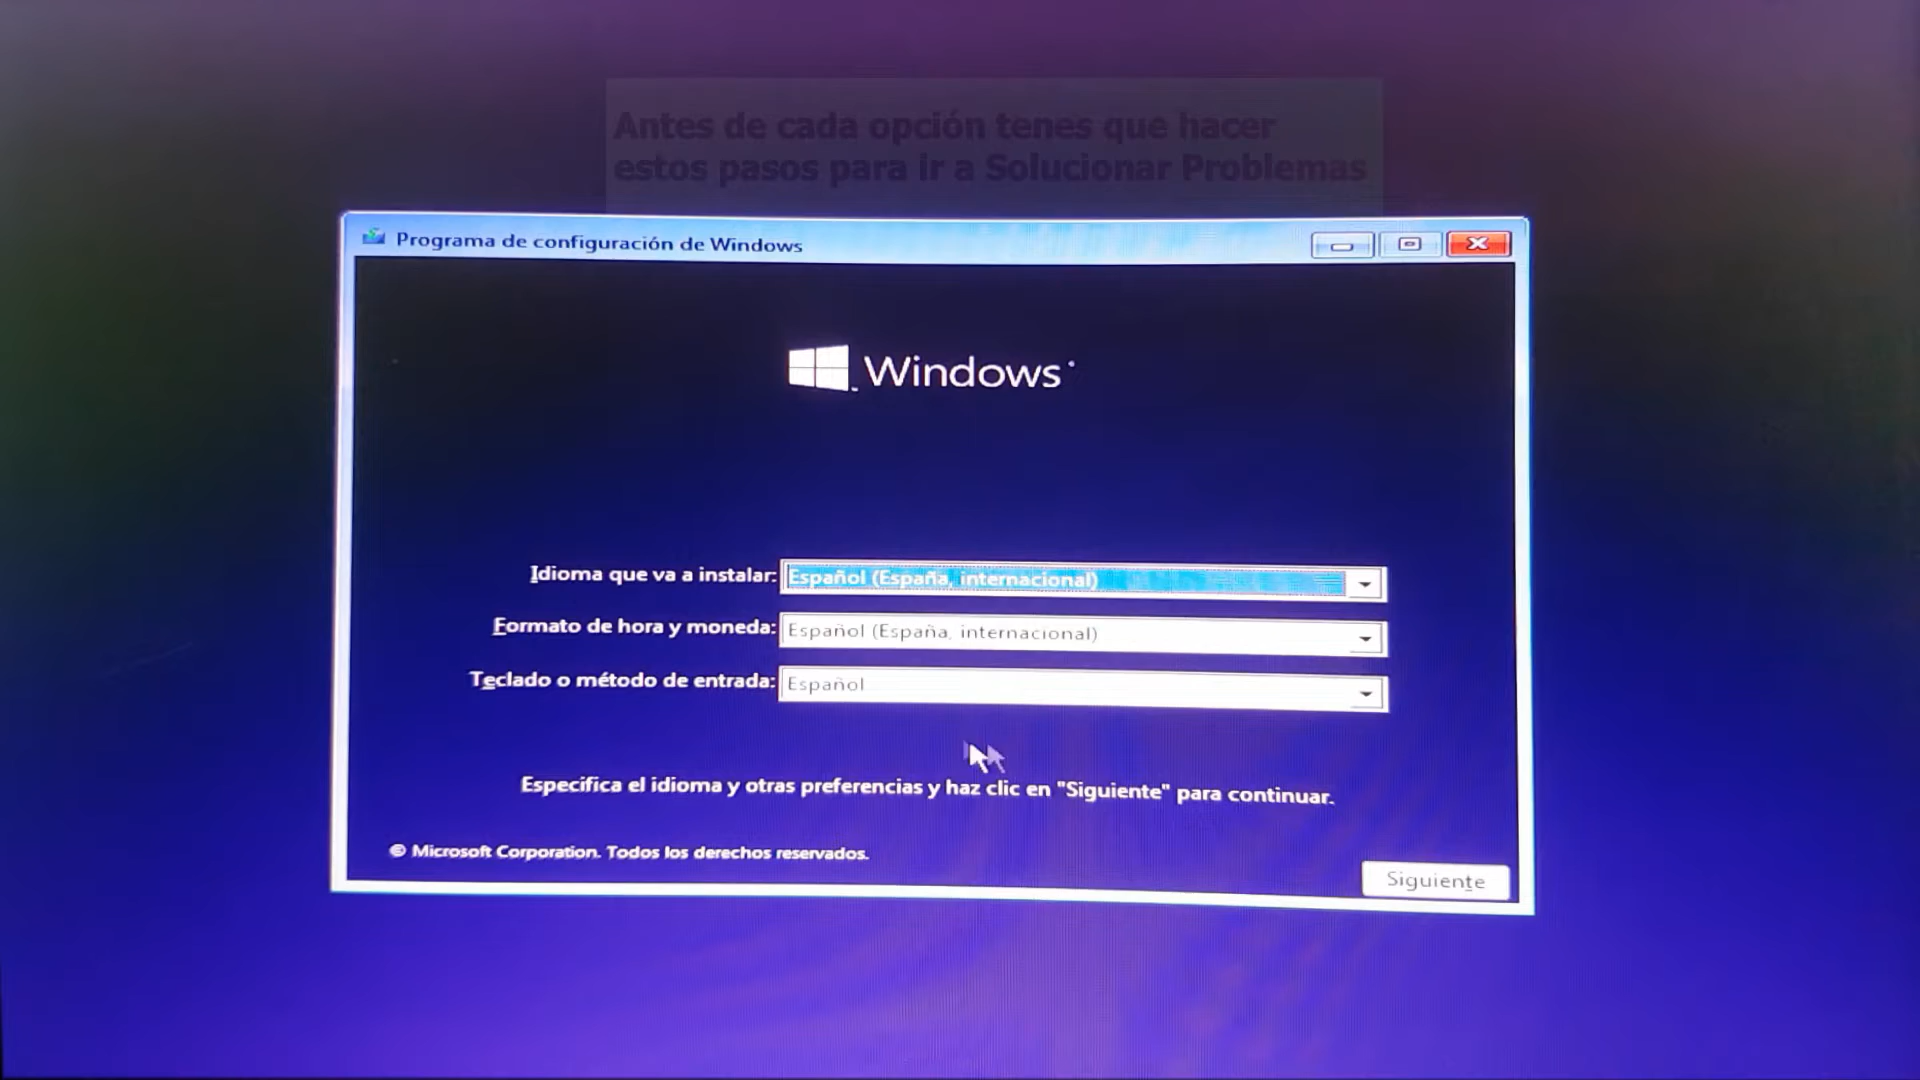 Antes de cada opción tenes que hacer
estos pasos para ir a Solucionar Problemas
Programa de configuración de Windows
Windows
Idioma que va a instalar: Español (España, internacional)
Formato de hora y moneda: Español (España, internacional)
Teclado o método de entrada: Español
Especifica el idioma y otras preferencias y haz clic en "Siguiente" para continuar.
© Microsoft Corporation. Todos los derechos reservados.
Siguiente